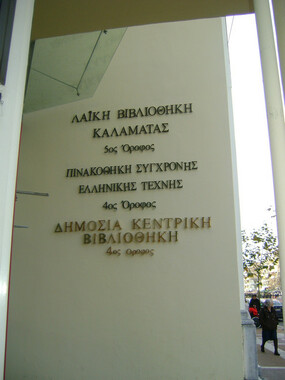 ΛΑΪΚΗ ΒΙΒΛΙΟΘΗΚΗ
ΚΑΛΑΜΑΤΑΣ
5ος Όροφος
ΠΙΝΑΚΟΘΗΚΗ ΣΥΓΧΡΟΝΗΣ
ΕΛΛΗΝΙΚΗΣ ΤΕΧΝΗΣ
4ος Όροφος
ΔΗΜΟΣΙΑ ΚΕΝΤΡΙΚΗ
ΒΙΒΛΙΟΘΗΚΗ
4ος Όροφος